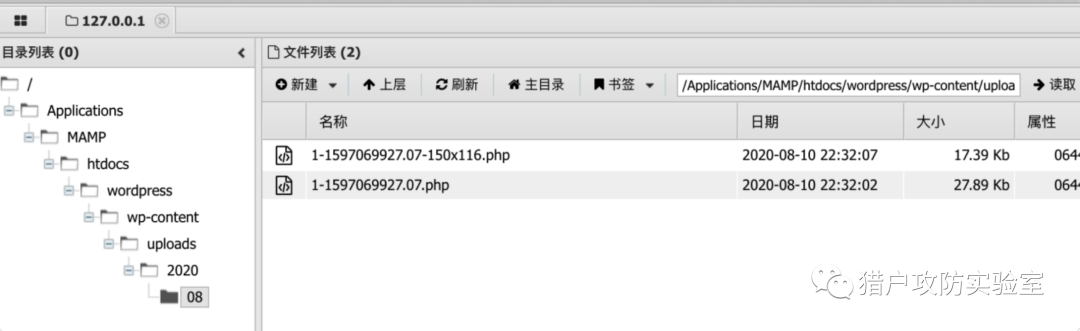 127.0.0.1
目录列表 (0)
文件列表 (2)
/
Applications
MAMP
htdocs
wordpress
wp-content
uploads
2020
08
新建
上层
刷新
主目录
书签
/Applications/MAMP/htdocs/wordpress/wp-content/uploa
读取
名称 日期 大小 属性
1-1597069927.07-150x116.php 2020-08-10 22:32:07 17.39 Kb 0644
1-1597069927.07.php 2020-08-10 22:32:02 27.89 Kb 0644
猎户攻防实验室